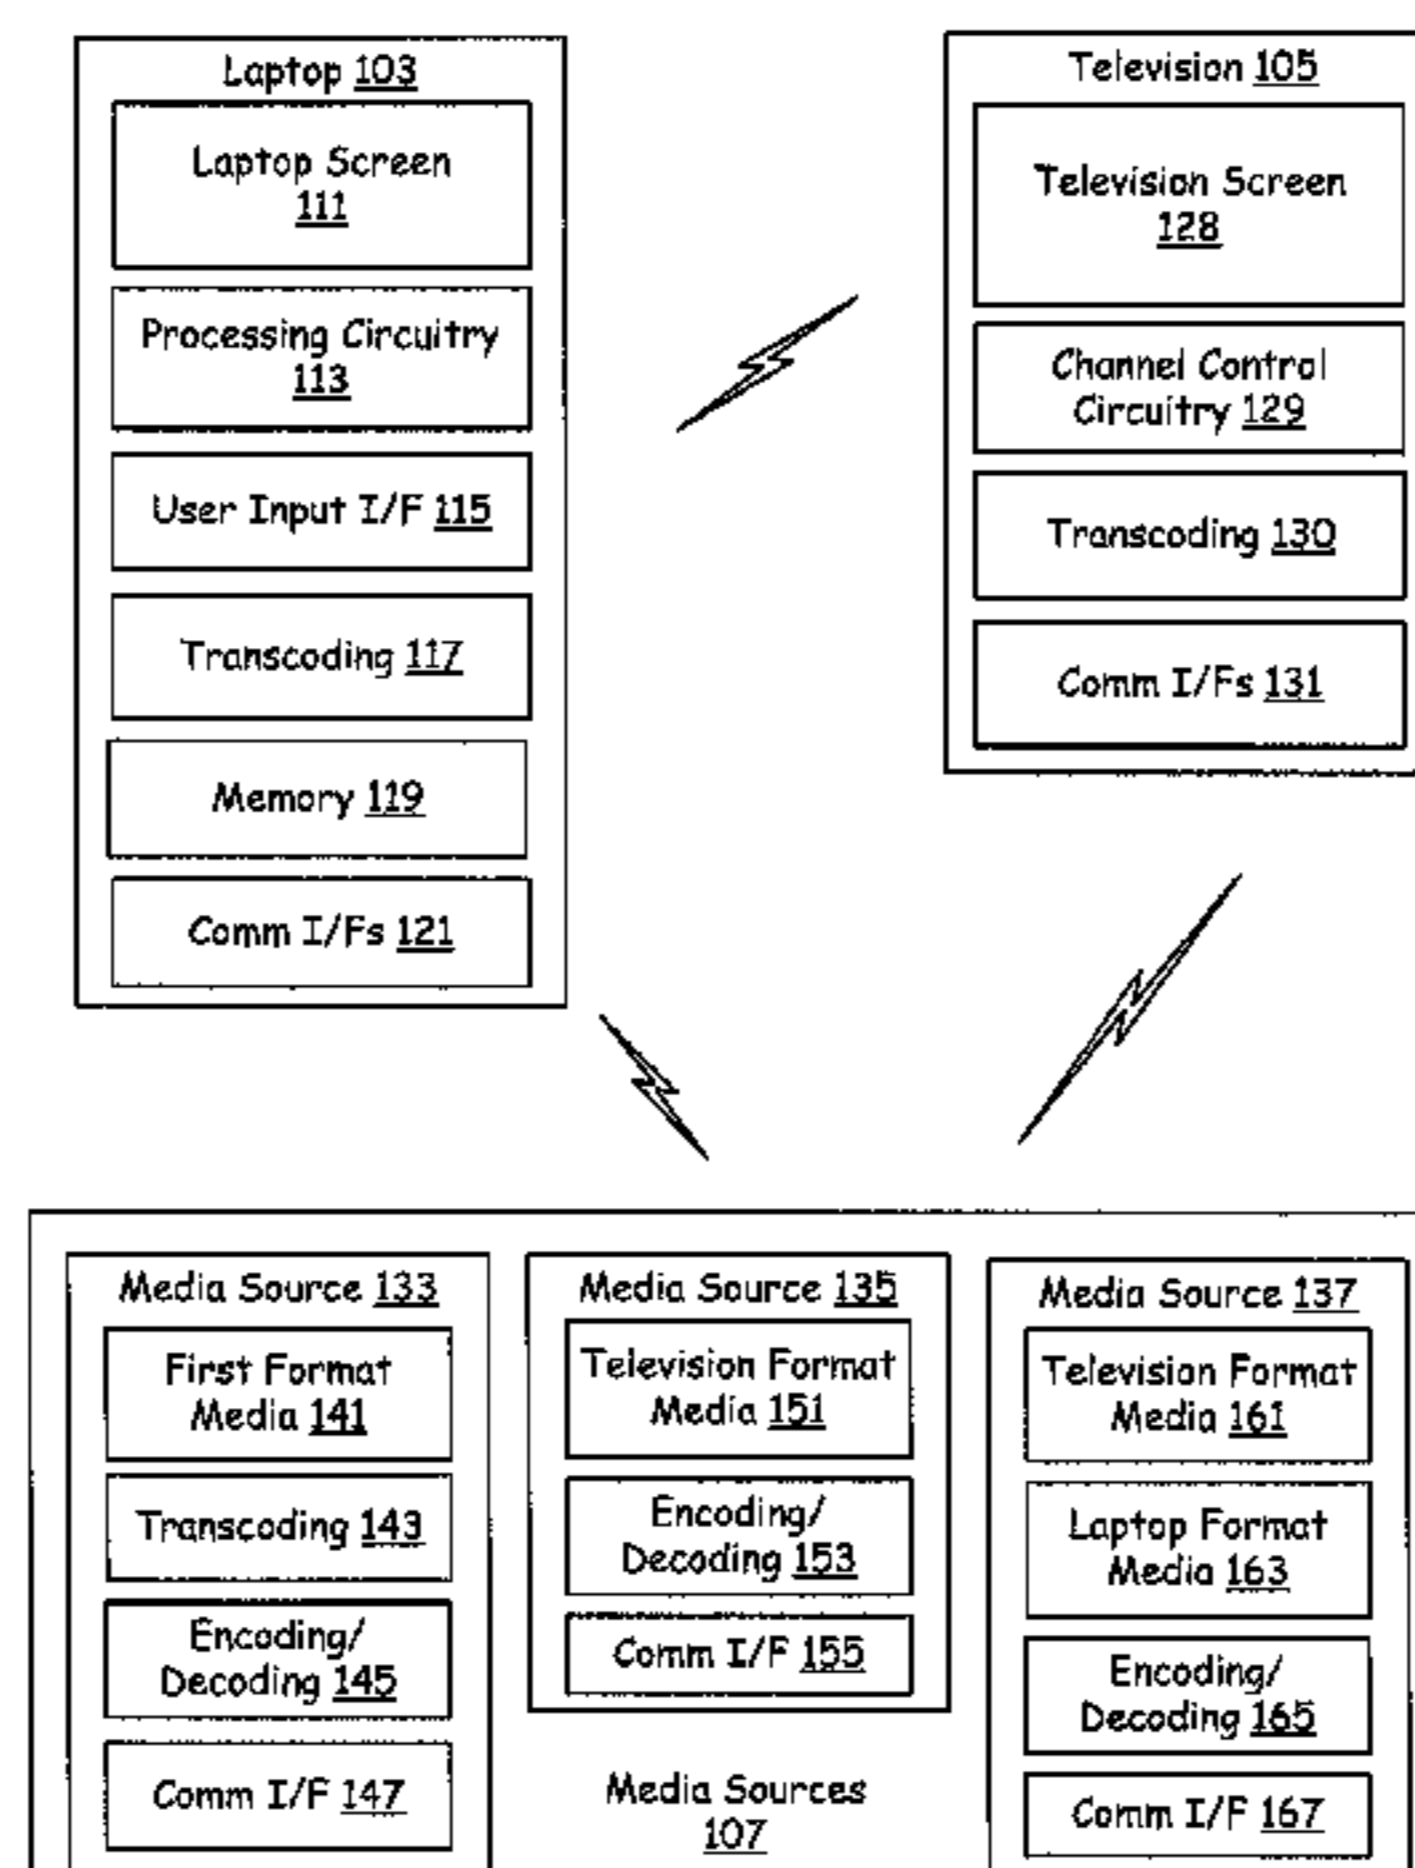 Laptop 103
Laptop Screen
111
Processing Circuitry
113
User Input I/F 115
Transcoding 117
Memory 119
Comm I/Fs 121
Television 105
Television Screen
128
Channel Control
Circuitry 129
Transcoding 130
Comm I/Fs 131
Media Source 133
First Format
Media 141
Transcoding 143
Encoding/
Decoding 145
Comm I/F 147
Media Source 135
Television Format
Media 151
Encoding/
Decoding 153
Comm I/F 155
Media Sources
107
Media Source 137
Television Format
Media 161
Laptop Format
Media 163
Encoding/
Decoding 165
Comm I/F 167